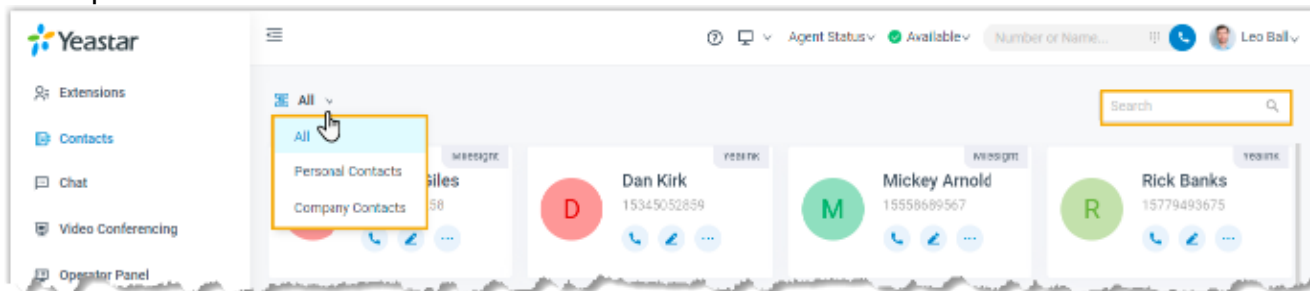 Yeastar
Agent Status
Available
Number or Name...
Leo Ball
Extensions
All
Search
Contacts
All
Milesight
Yealink
Milesight
Yealink
Personal Contacts
Giles
Dan Kirk
Mickey Arnold
Rick Banks
Chat
58
D
15345052859
M
15558689567
R
15779493675
Company Contacts
Video Conferencing
Operator Panel